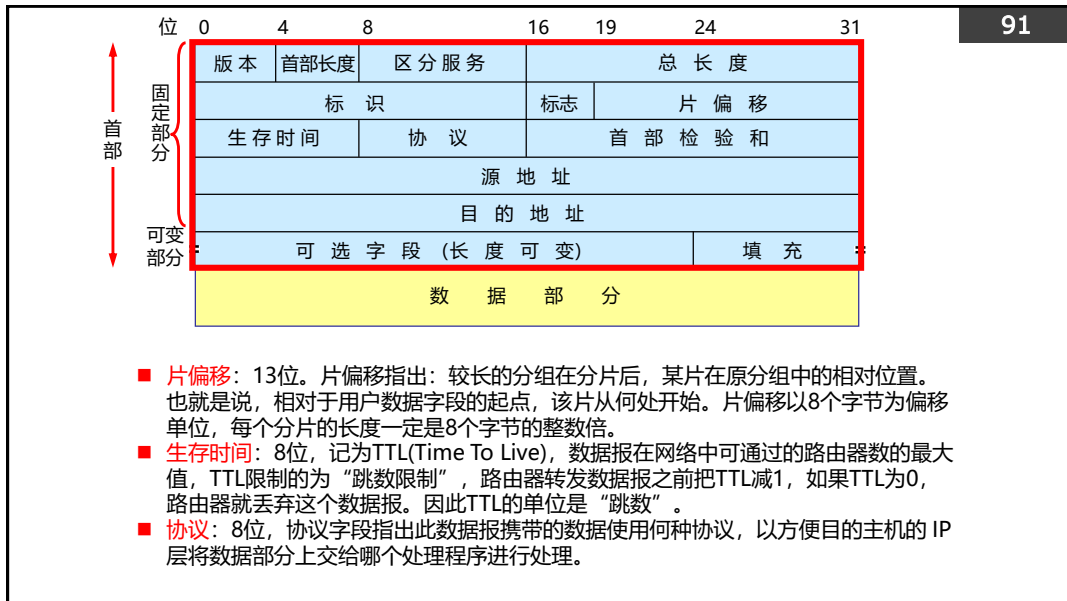 位 0 4 8 16 19 24 31
91
版 本 首部长度 区 分 服 务 总 长 度
标 识 标志 片 偏 移
生 存 时 间 协 议 首 部 检 验 和
源 地 址
目 的 地 址
可 选 字 段 (长 度 可 变) 填 充
数 据 部 分
首部
固定部分
可变
部分
片偏移：13位。片偏移指出：较长的分组在分片后，某片在原分组中的相对位置。
也就是说，相对于用户数据字段的起点，该片从何处开始。片偏移以8个字节为偏移
单位，每个分片的长度一定是8个字节的整数倍。
生存时间：8位，记为TTL(Time To Live)，数据报在网络中可通过的路由器数的最大
值，TTL限制的为“跳数限制”，路由器转发数据报之前把TTL减1，如果TTL为0，
路由器就丢弃这个数据报。因此TTL的单位是“跳数”。
协议：8位，协议字段指出此数据报携带的数据使用何种协议，以方便目的主机的 IP
层将数据部分上交给哪个处理程序进行处理。